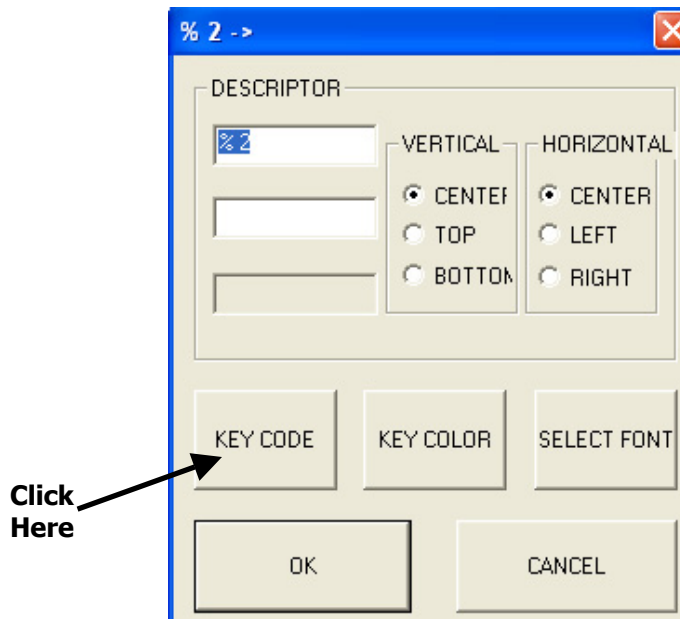 % 2 ->
DESCRIPTOR
% 2
VERTICAL
CENTER
TOP
BOTTOM
HORIZONTAL
CENTER
LEFT
RIGHT
KEY CODE
KEY COLOR
SELECT FONT
Click
Here
OK
CANCEL